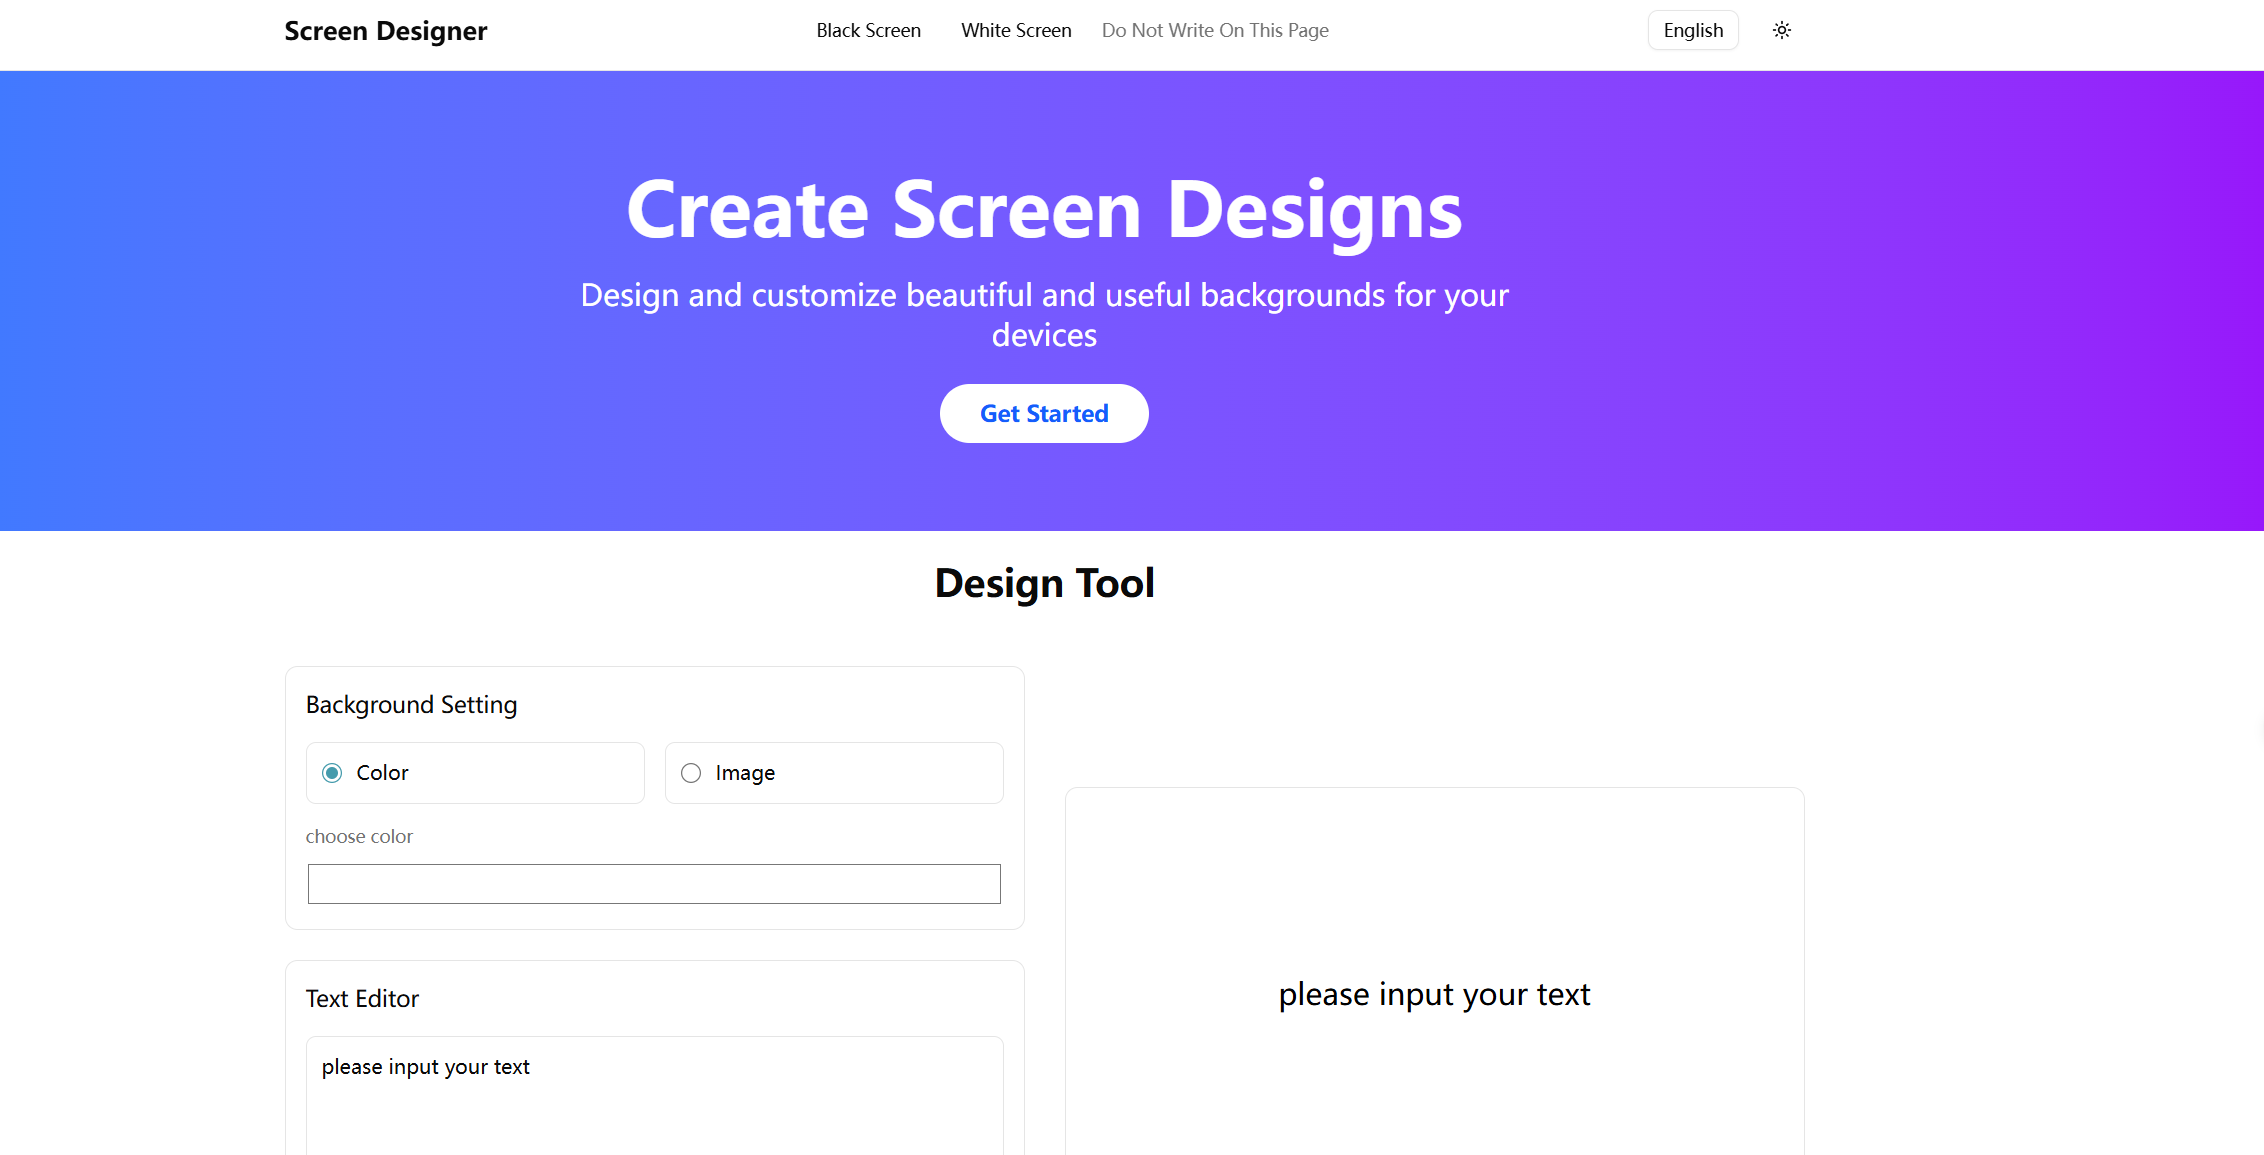 Screen Designer
Black Screen
White Screen
Do Not Write On This Page
English
Create Screen Designs
Design and customize beautiful and useful backgrounds for your
devices
Get Started
Design Tool
Background Setting
Color
Image
choose color
Text Editor
please input your text
please input your text